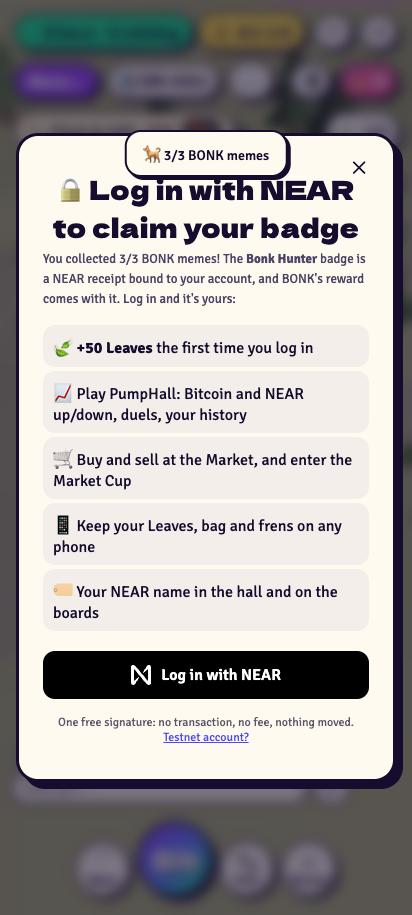 3/3 BONK memes
Log in with NEAR
to claim your badge
You collected 3/3 BONK memes! The Bonk Hunter badge is
a NEAR receipt bound to your account, and BONK's reward
comes with it. Log in and it's yours:
+50 Leaves the first time you log in
Play PumpHall: Bitcoin and NEAR
up/down, duels, your history
Buy and sell at the Market, and enter the
Market Cup
Keep your Leaves, bag and frens on any
phone
Your NEAR name in the hall and on the
boards
Log in with NEAR
One free signature: no transaction, no fee, nothing moved.
Testnet account?